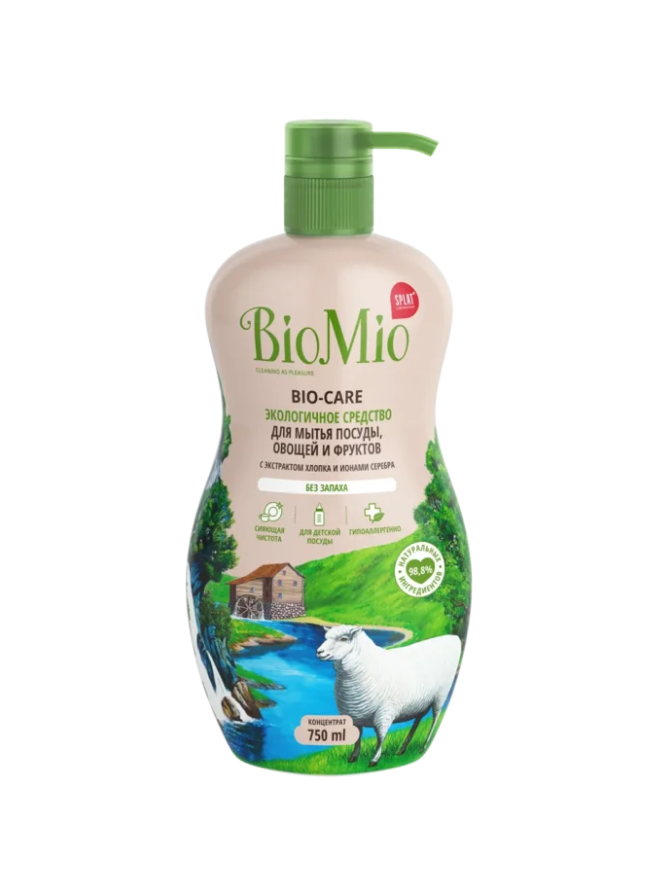 SPLAT
BioMio
CLEANING AS PLEASURE
BIO-CARE
ЭКОЛОГИЧНОЕ СРЕДСТВО
ДЛЯ МЫТЬЯ ПОСУДЫ,
ОВОЩЕЙ И ФРУКТОВ
С ЭКСТРАКТОМ ХЛОПКА И ИОНАМИ СЕРЕБРА
БЕЗ ЗАПАХА
СИЯЮЩАЯ
ЧИСТОТА
ДЛЯ ДЕТСКОЙ
ПОСУДЫ
ГИПОАЛЛЕРГЕННО
НАТУРАЛЬНЫЕ
98,8%
ИНГРЕДИЕНТОВ
КОНЦЕНТРАТ
750 ml